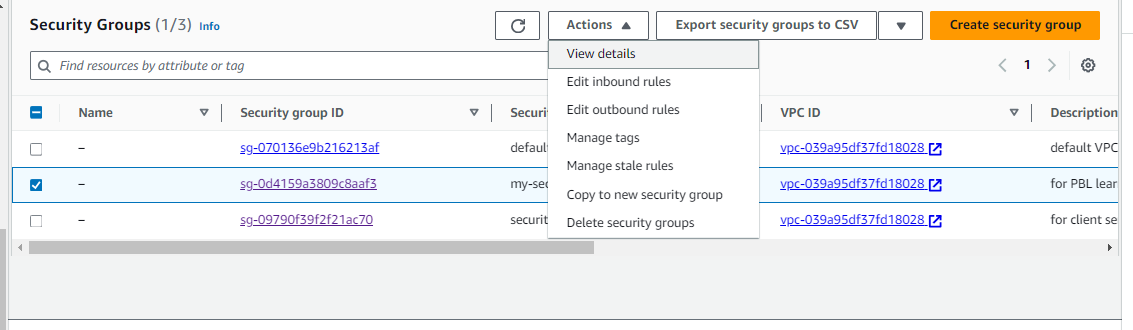 Security Groups (1/3) Info
Actions
Export security groups to CSV
Create security group
Find resources by attribute or tag
1
View details
Edit inbound rules
Edit outbound rules
Manage tags
Manage stale rules
Copy to new security group
Delete security groups
Name Security group ID VPC ID Description
– sg-070136e9b216213af default vpc-039a95df37fd18028 default VPC
– sg-0d4159a3809c8aaf3 my-sec vpc-039a95df37fd18028 for PBL lear
– sg-09790f39f2f21ac70 securit vpc-039a95df37fd18028 for client se